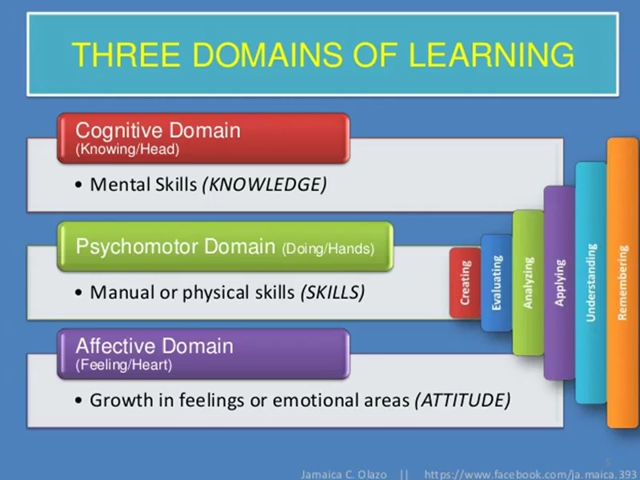 THREE DOMAINS OF LEARNING
Cognitive Domain
(Knowing/Head)
• Mental Skills (KNOWLEDGE)
Psychomotor Domain (Doing/Hands)
• Manual or physical skills (SKILLS)
Affective Domain
(Feeling/Heart)
• Growth in feelings or emotional areas (ATTITUDE)
Creating
Evaluating
Analyzing
Applying
Understanding
Remembering
5
Jamaica C. Olazo || https://www.facebook.com/ja.maica.393